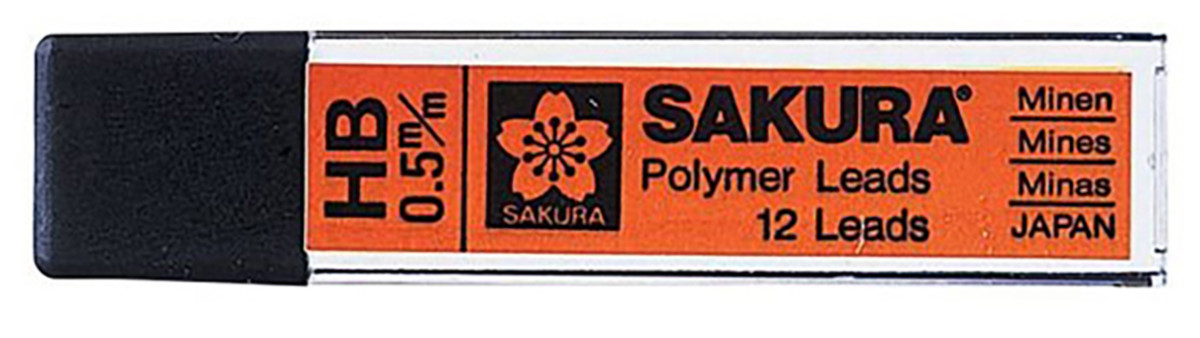 HB
0.5m/m
SAKURA
SAKURA®
Polymer Leads
12 Leads
Minen
Mines
Minas
JAPAN